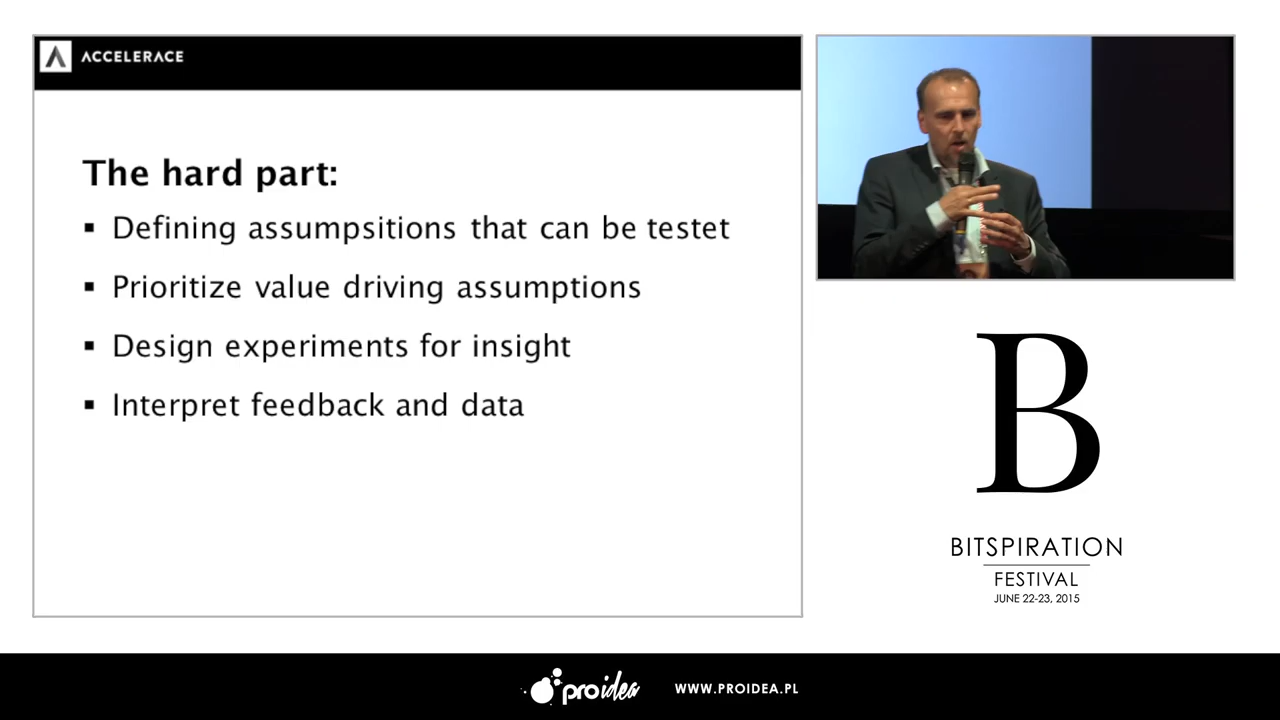 ACCELERACE
The hard part:
▪ Defining assumpsitions that can be testet
▪ Prioritize value driving assumptions
▪ Design experiments for insight
▪ Interpret feedback and data
B
BITSPIRATION
FESTIVAL
JUNE 22-23, 2015
proidea
WWW.PROIDEA.PL